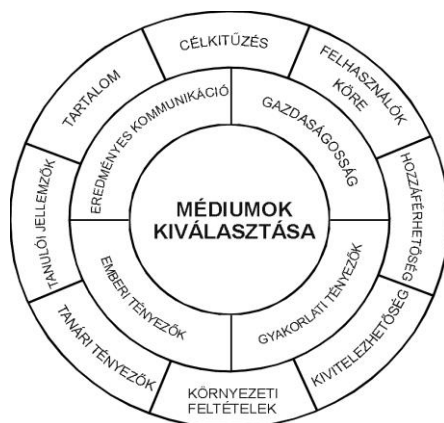 CÉLKITŰZÉS
FELHASZNÁLÓK
KÖRE
HOZZÁFÉRHETŐSÉG
KIVITELEZHETŐSÉG
KÖRNYEZETI
FELTÉTELEK
TANÁRI TÉNYEZŐK
TANULÓI JELLEMZŐK
TARTALOM
EREDMÉNYES KOMMUNIKÁCIÓ
GAZDASÁGOSSÁG
GYAKORLATI TÉNYEZŐK
EMBERI TÉNYEZŐK
MÉDIUMOK
KIVÁLASZTÁSA